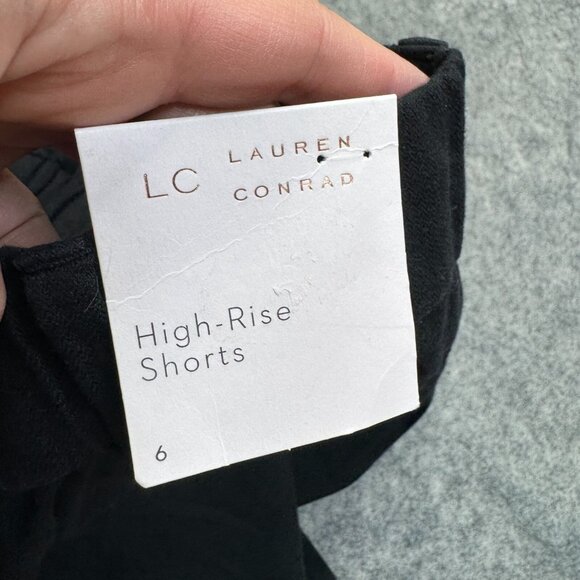 LC LAUREN
CONRAD
High-Rise
Shorts
6